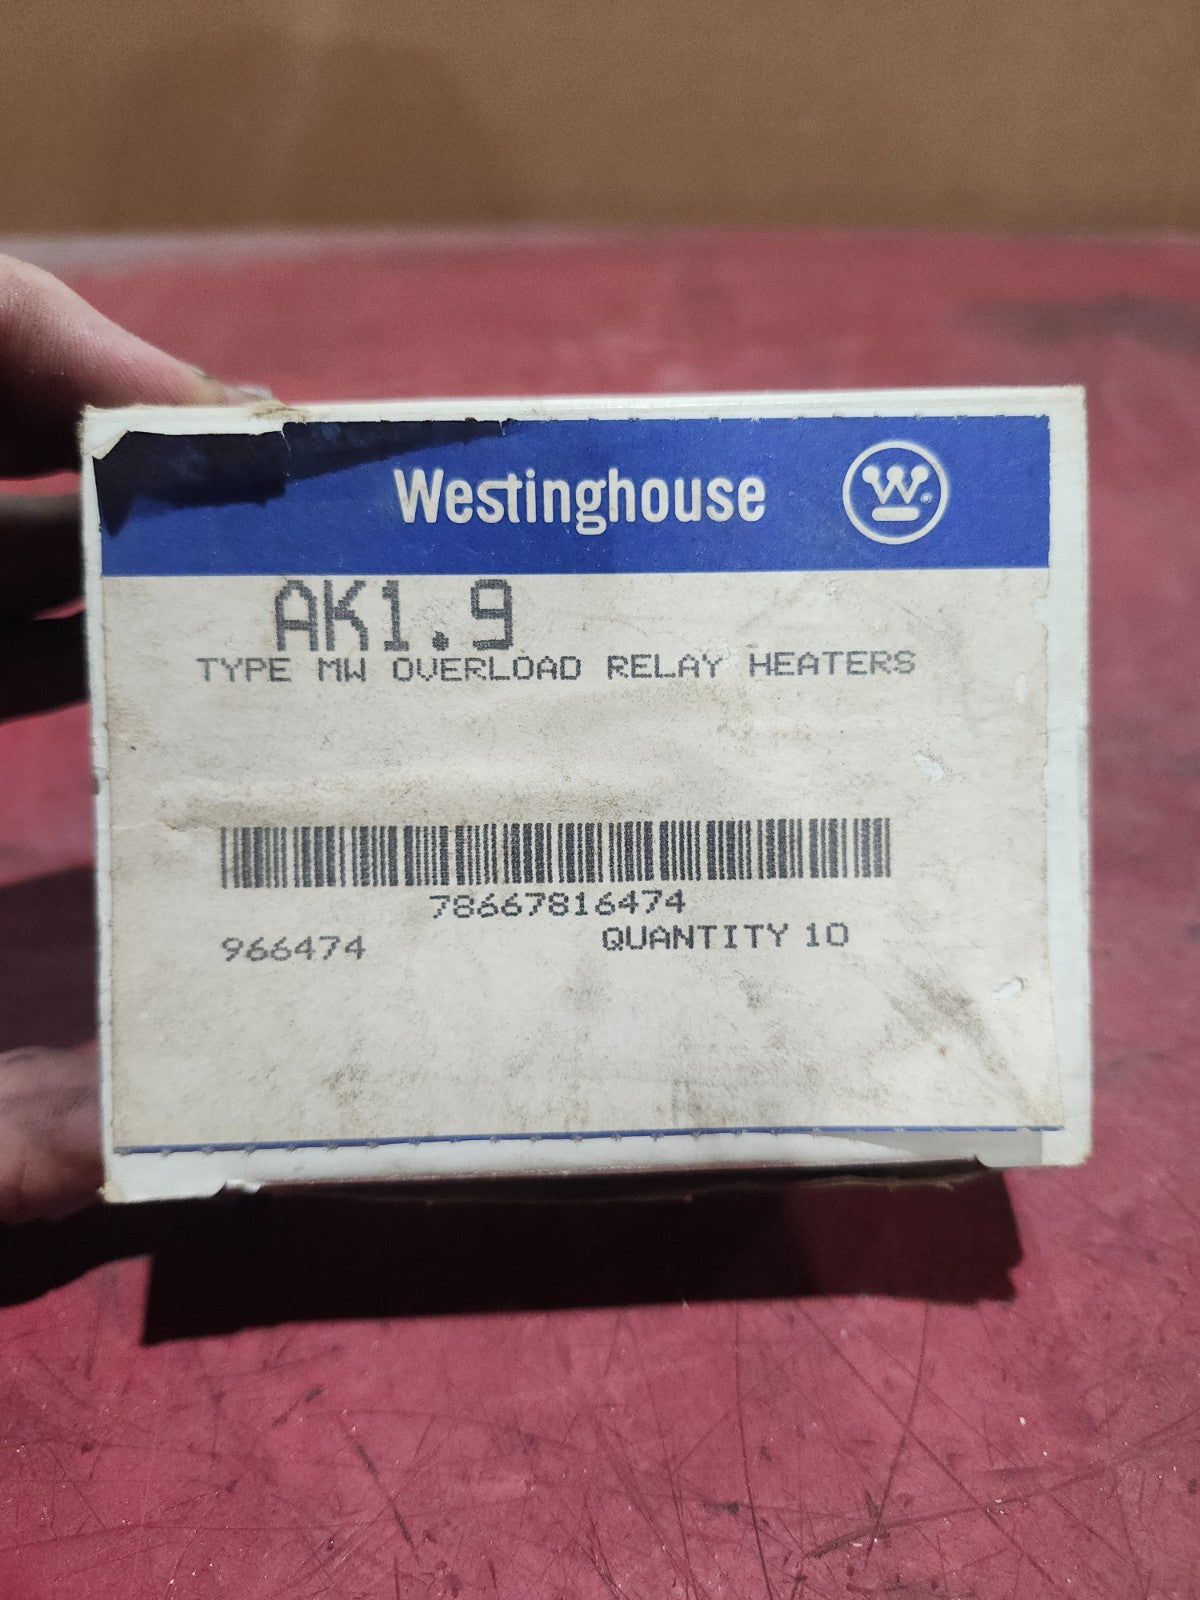 Westinghouse
W
AK1.9
TYPE MW OVERLOAD RELAY HEATERS
78667816474
966474 QUANTITY 10